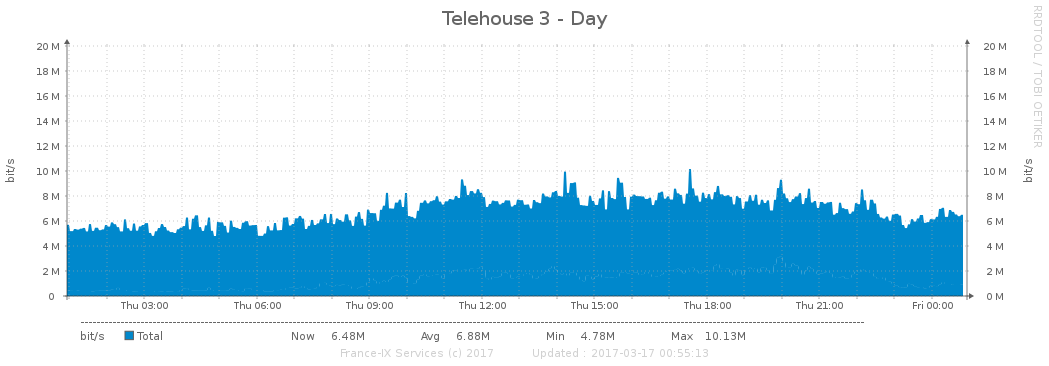 Telehouse 3 - Day
RRDTOOL / TOBI OETIKER
20 M 20 M
18 M 18 M
16 M 16 M
14 M 14 M
12 M 12 M
10 M 10 M
8 M 8 M
6 M 6 M
4 M 4 M
2 M 2 M
0 0 M
bit/s bit/s
Thu 03:00 Thu 06:00 Thu 09:00 Thu 12:00 Thu 15:00 Thu 18:00 Thu 21:00 Fri 00:00
bit/s Total Now 6.48M Avg 6.88M Min 4.78M Max 10.13M
France-IX Services (c) 2017 Updated : 2017-03-17 00:55:13